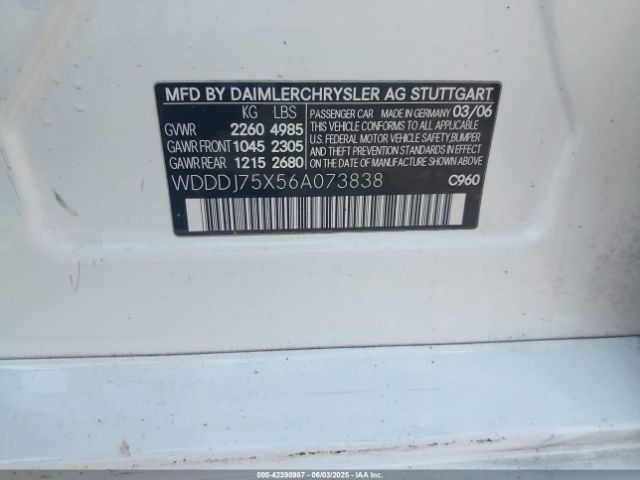 MFD BY DAIMLERCHRYSLER AG STUTTGART
KG LBS
GVWR 2260 4985
GAWR FRONT 1045 2305
GAWR REAR 1215 2680
PASSENGER CAR MADE IN GERMANY 03/06
THIS VEHICLE CONFORMS TO ALL APPLICABLE
U.S. FEDERAL MOTOR VEHICLE SAFETY, BUMPER
AND THEFT PREVENTION STANDARDS IN EFFECT
ON THE DATE OF MANUFACTURE SHOWN ABOVE
WDDDJ75X56A073838
C960
000-42398987 - 06/03/2025 - IAAI.COM